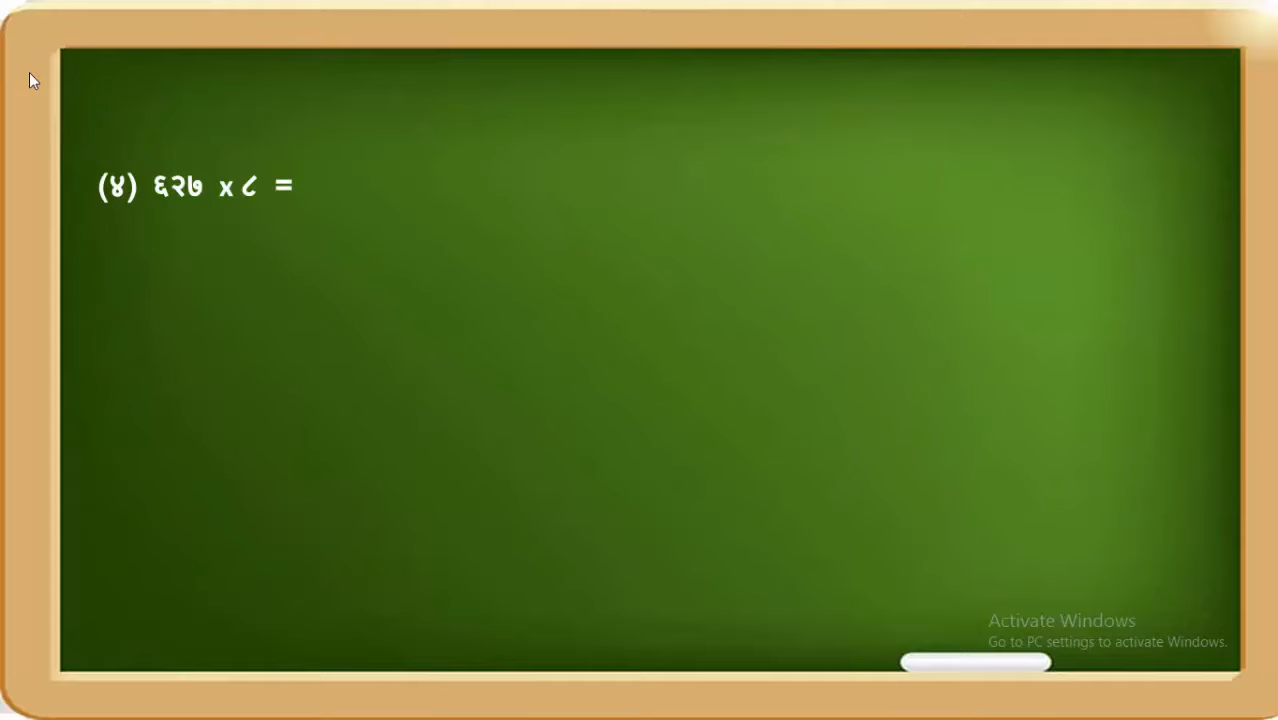 (४) ६२७ x ८ =
Activate Windows
Go to PC settings to activate Windows.